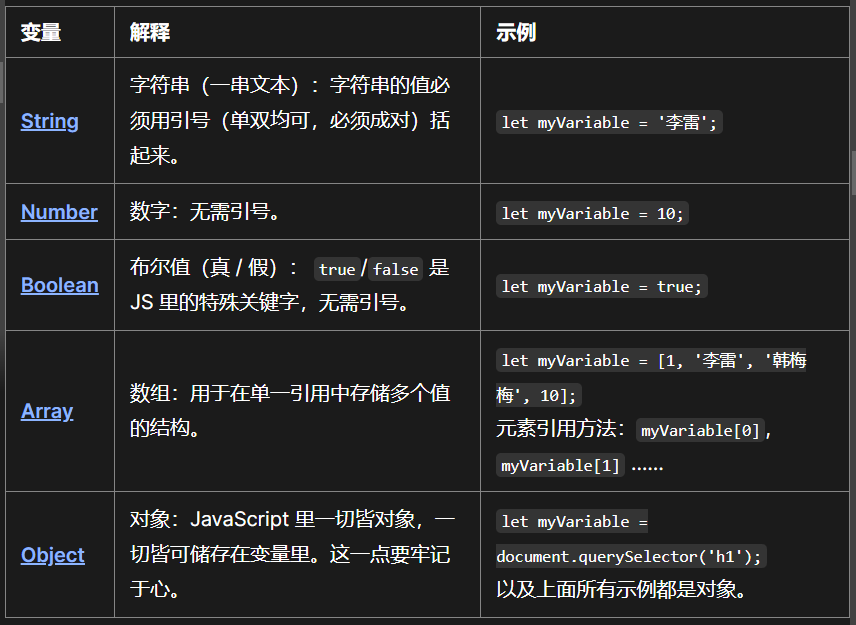 变量 解释 示例
String 字符串（一串文本）：字符串的值必须用引号（单双均可，必须成对）括起来。 let myVariable = '李雷';
Number 数字：无需引号。 let myVariable = 10;
Boolean 布尔值（真 / 假）： true/false 是 JS 里的特殊关键字，无需引号。 let myVariable = true;
Array 数组：用于在单一引用中存储多个值的结构。 let myVariable = [1, '李雷', '韩梅梅', 10];
元素引用方法：myVariable[0],
myVariable[1] ……
Object 对象：JavaScript 里一切皆对象，一切皆可储存在变量里。这一点要牢记于心。 let myVariable =
document.querySelector('h1');
以及上面所有示例都是对象。